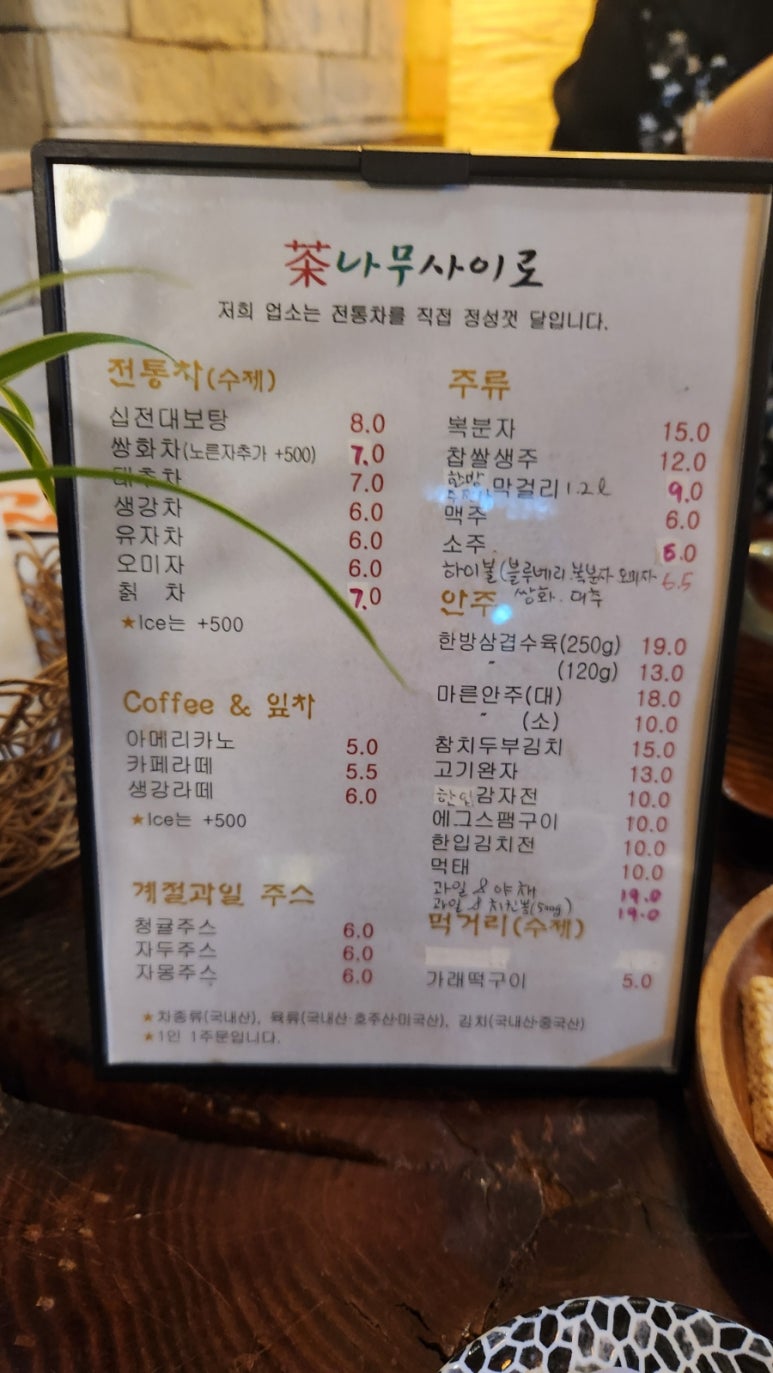 茶나무사이로
저희 업소는 전통차를 직접 정성껏 달입니다.
전통차(수제)
십전대보탕 8.0
쌍화차(노른자추가 +500) 7.0
대추차 7.0
생강차 6.0
유자차 6.0
오미자 6.0
칡 차 7.0
★Ice는 +500
Coffee & 잎차
아메리카노 5.0
카페라떼 5.5
생강라떼 6.0
★Ice는 +500
계절과일 주스
청귤주스 6.0
자두주스 6.0
자몽주스 6.0
주류
복분자 15.0
찹쌀생주 12.0
한방 막걸리 1.2ℓ 9.0
맥주 6.0
소주 5.0
하이볼(블루베리.복분자.오미자 6.5
쌍화.대추
안주
한방삼겹수육(250g) 19.0
〃 (120g) 13.0
마른안주(대) 18.0
〃 (소) 10.0
참치두부김치 15.0
고기완자 13.0
한입감자전 10.0
에그스팸구이 10.0
한입김치전 10.0
먹태 10.0
과일 & 야채 19.0
과일 & 치킨볼(500g) 19.0
먹거리(수제)
가래떡구이 5.0
★차종류(국내산), 육류(국내산·호주산·미국산), 김치(국내산·중국산)
★1인 1주문입니다.